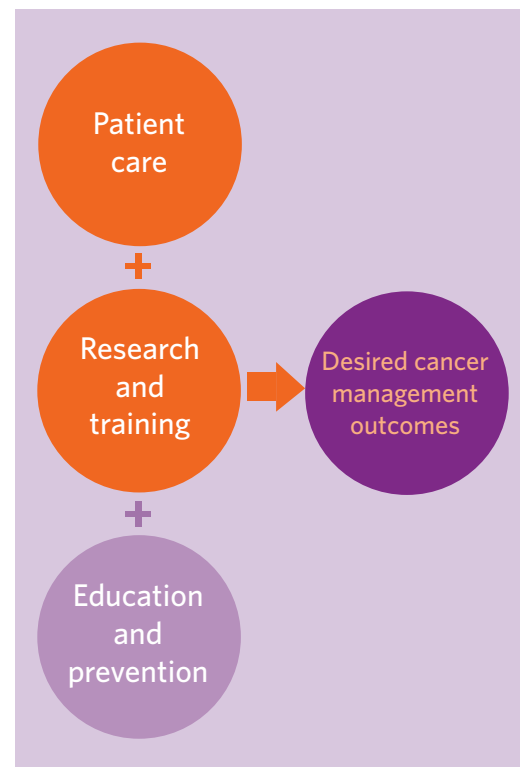 Patient
care
+
Research
and
training
Desired cancer
management
outcomes
+
Education
and
prevention